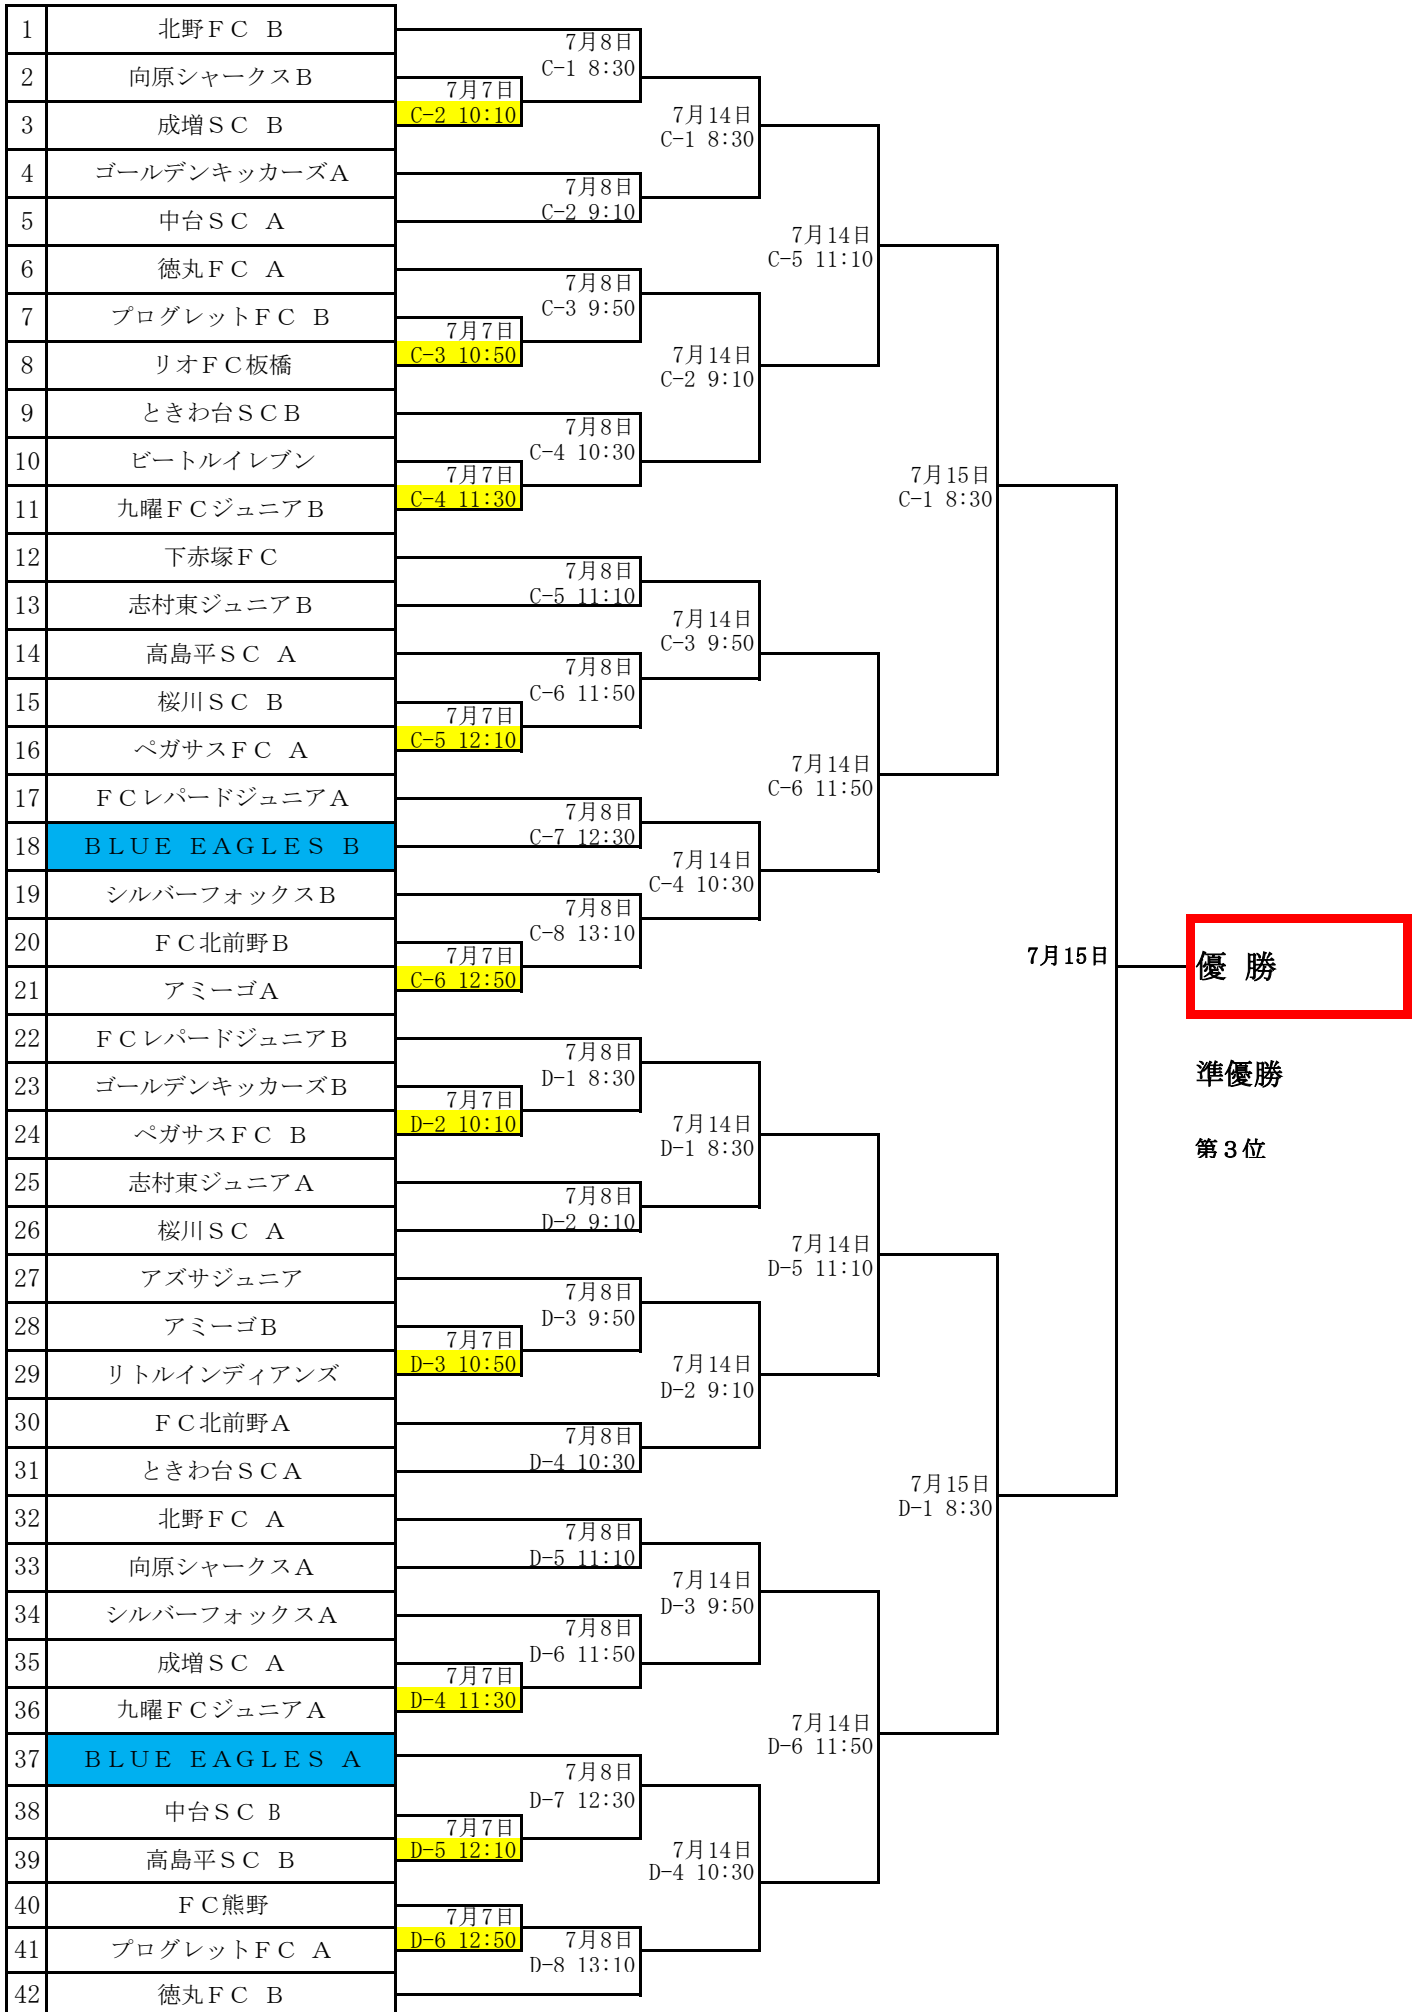 1 北野ＦＣ Ｂ
7月8日
2 向原シャークスＢ
C-1 8:30
7月7日
3 成増ＳＣ Ｂ
C-2 10:10
7月14日
C-1 8:30
4 ゴールデンキッカーズＡ
7月8日
5 中台ＳＣ Ａ
C-2 9:10
7月14日
C-5 11:10
6 徳丸ＦＣ Ａ
7月8日
7 プログレットＦＣ Ｂ
C-3 9:50
7月7日
8 リオＦＣ板橋
C-3 10:50
7月14日
C-2 9:10
9 ときわ台ＳＣＢ
7月8日
10 ビートルイレブン
C-4 10:30
7月7日
11 九曜ＦＣジュニアＢ
C-4 11:30
7月15日
C-1 8:30
12 下赤塚ＦＣ
7月8日
13 志村東ジュニアＢ
C-5 11:10
7月14日
C-3 9:50
14 高島平ＳＣ Ａ
7月8日
15 桜川ＳＣ Ｂ
C-6 11:50
7月7日
16 ペガサスＦＣ Ａ
C-5 12:10
7月14日
C-6 11:50
17 ＦＣレパードジュニアＡ
7月8日
18 ＢＬＵＥ ＥＡＧＬＥＳ Ｂ
C-7 12:30
7月14日
C-4 10:30
19 シルバーフォックスＢ
7月8日
20 ＦＣ北前野Ｂ
C-8 13:10
7月7日
21 アミーゴＡ
C-6 12:50
7月15日
優 勝
22 ＦＣレパードジュニアＢ
7月8日
23 ゴールデンキッカーズＢ
D-1 8:30
7月7日
24 ペガサスＦＣ Ｂ
D-2 10:10
7月14日
D-1 8:30
準優勝
第３位
25 志村東ジュニアＡ
7月8日
26 桜川ＳＣ Ａ
D-2 9:10
7月14日
D-5 11:10
27 アズサジュニア
7月8日
28 アミーゴＢ
D-3 9:50
7月7日
29 リトルインディアンズ
D-3 10:50
7月14日
D-2 9:10
30 ＦＣ北前野Ａ
7月8日
31 ときわ台ＳＣＡ
D-4 10:30
7月15日
D-1 8:30
32 北野ＦＣ Ａ
7月8日
33 向原シャークスＡ
D-5 11:10
7月14日
D-3 9:50
34 シルバーフォックスＡ
7月8日
35 成増ＳＣ Ａ
D-6 11:50
7月7日
36 九曜ＦＣジュニアＡ
D-4 11:30
7月14日
D-6 11:50
37 ＢＬＵＥ ＥＡＧＬＥＳ Ａ
7月8日
38 中台ＳＣ B
D-7 12:30
7月7日
39 高島平ＳＣ Ｂ
D-5 12:10
7月14日
D-4 10:30
40 ＦＣ熊野
7月7日
41 プログレットＦＣ Ａ
D-6 12:50
7月8日
D-8 13:10
42 徳丸ＦＣ Ｂ